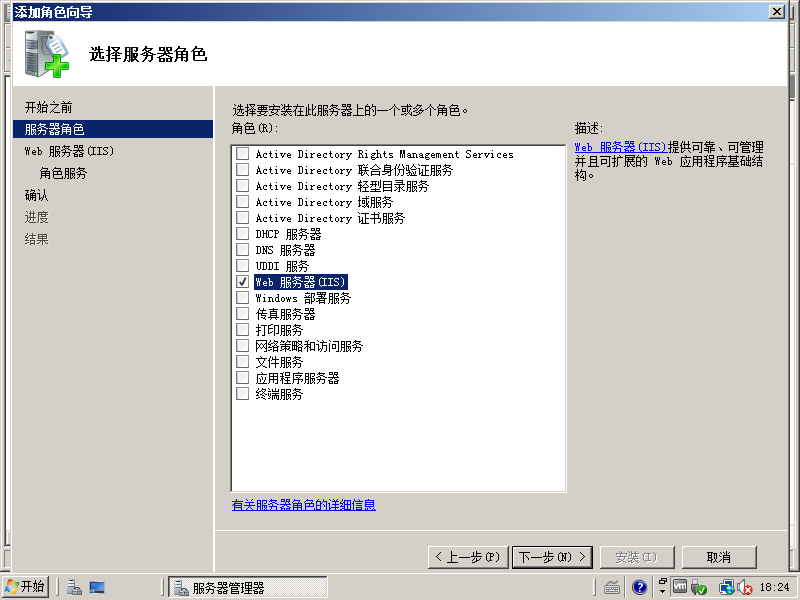 添加角色向导
选择服务器角色
开始之前
服务器角色
Web 服务器(IIS)
角色服务
确认
进度
结果
选择要安装在此服务器上的一个或多个角色。
角色(R):
Active Directory Rights Management Services
Active Directory 联合身份验证服务
Active Directory 轻型目录服务
Active Directory 域服务
Active Directory 证书服务
DHCP 服务器
DNS 服务器
UDDI 服务
Web 服务器(IIS)
Windows 部署服务
传真服务器
打印服务
网络策略和访问服务
文件服务
应用程序服务器
终端服务
有关服务器角色的详细信息
描述:
Web 服务器(IIS)提供可靠、可管理
并且可扩展的 Web 应用程序基础结
构。
< 上一步(P)
下一步(N) >
安装(I)
取消
开始
服务器管理器
18:24